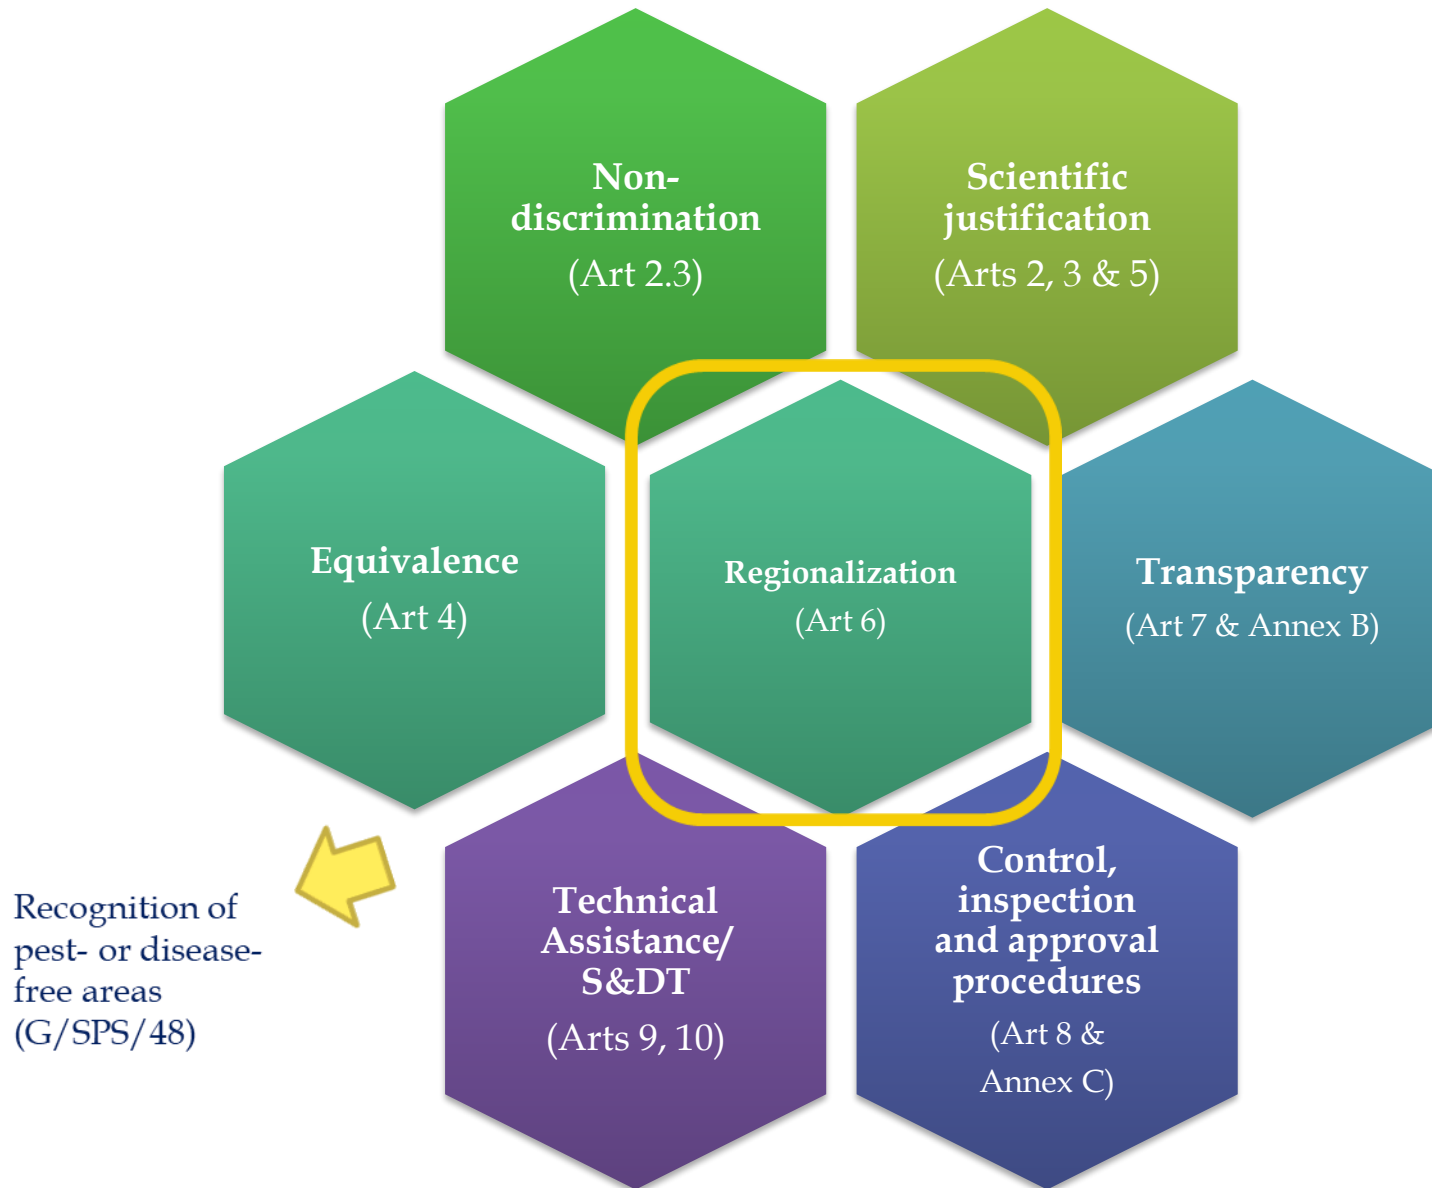 Non-
discrimination
(Art 2.3)
Scientific
justification
(Arts 2, 3 & 5)
Equivalence
(Art 4)
Regionalization
(Art 6)
Transparency
(Art 7 & Annex B)
Recognition of
pest- or disease-
free areas
(G/SPS/48)
Technical
Assistance/
S&DT
(Arts 9, 10)
Control,
inspection
and approval
procedures
(Art 8 &
Annex C)